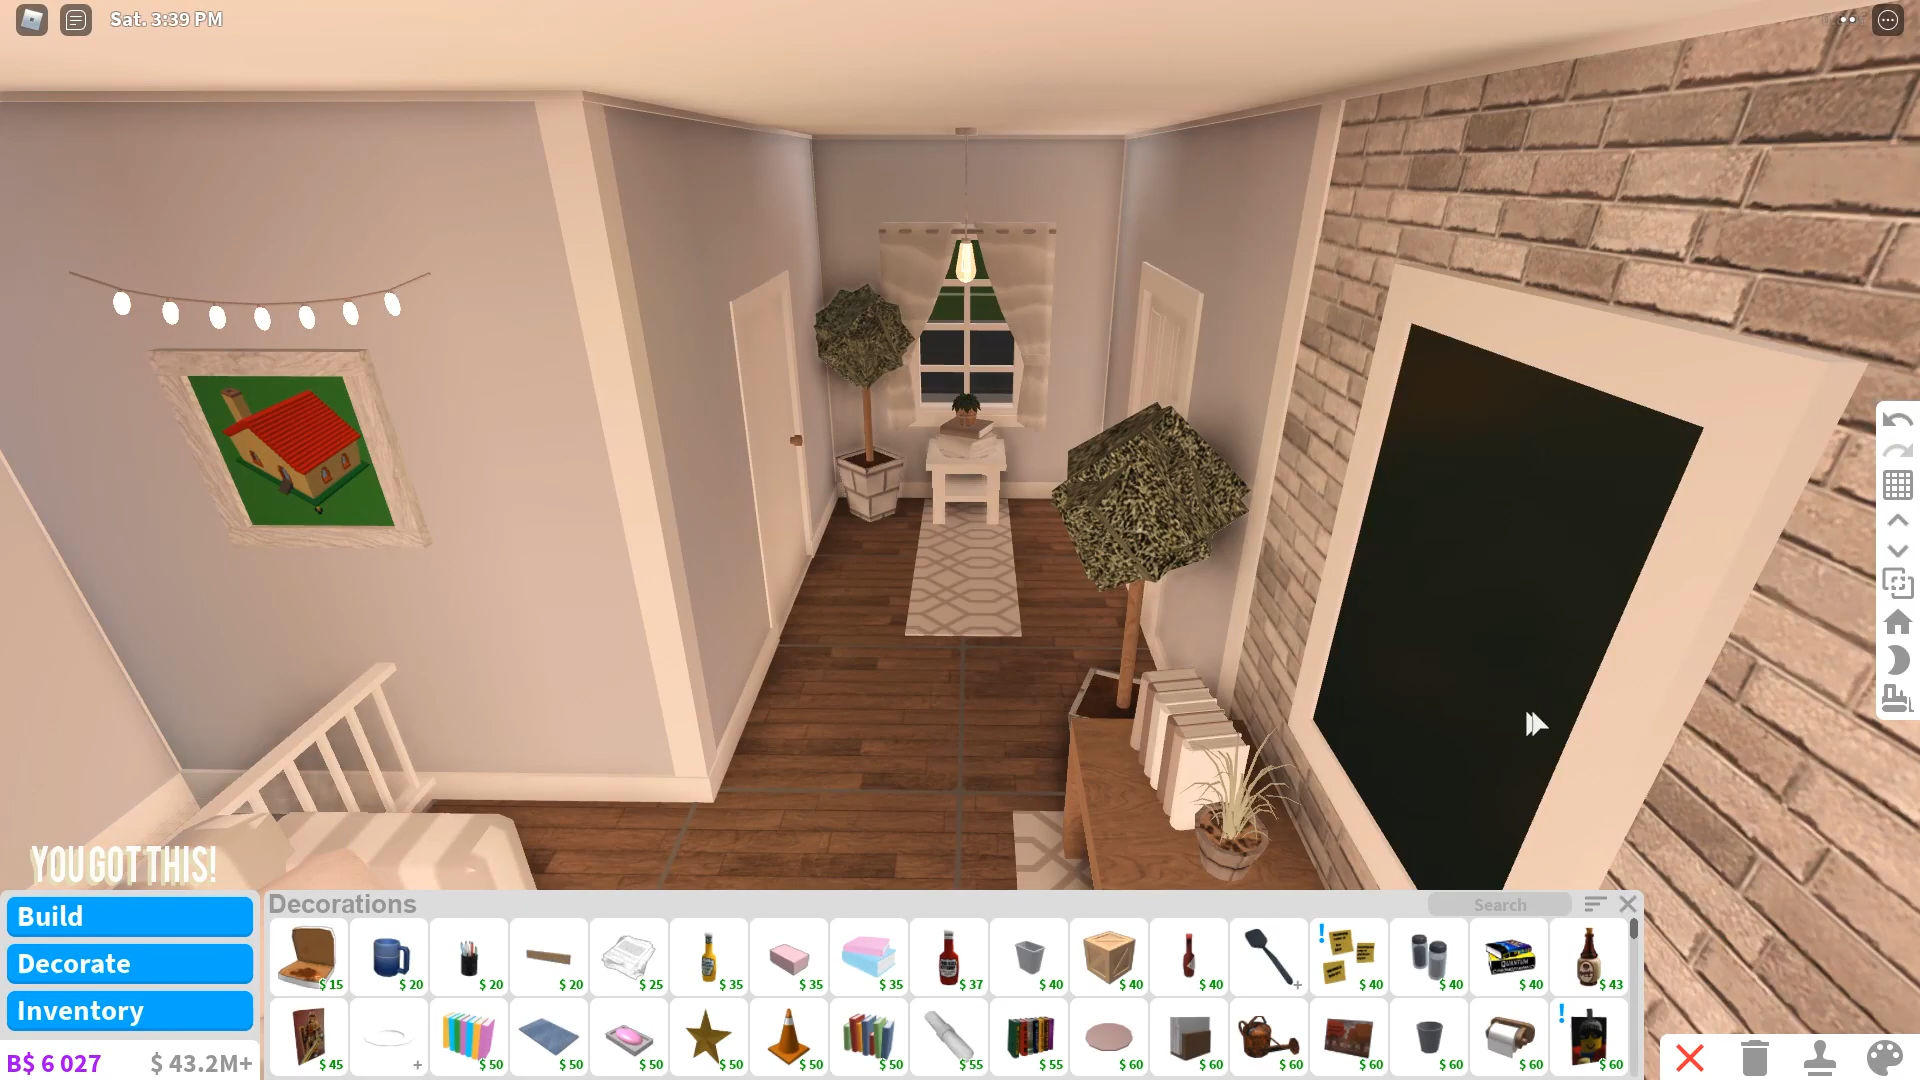 Sat. 3:39 PM
YOU GOT THIS!
Build
Decorate
Inventory
B$ 6 027
$ 43.2M+
Decorations
Search
$ 15
$ 20
$ 20
$ 20
$ 25
$ 35
$ 35
$ 35
$ 37
$ 40
$ 40
$ 40
+
! $ 40
$ 40
QUANTUM
$ 40
$ 43
$ 45
+
$ 50
$ 50
$ 50
$ 50
$ 50
$ 50
$ 55
$ 55
$ 60
$ 60
$ 60
$ 60
$ 60
$ 60
! $ 60